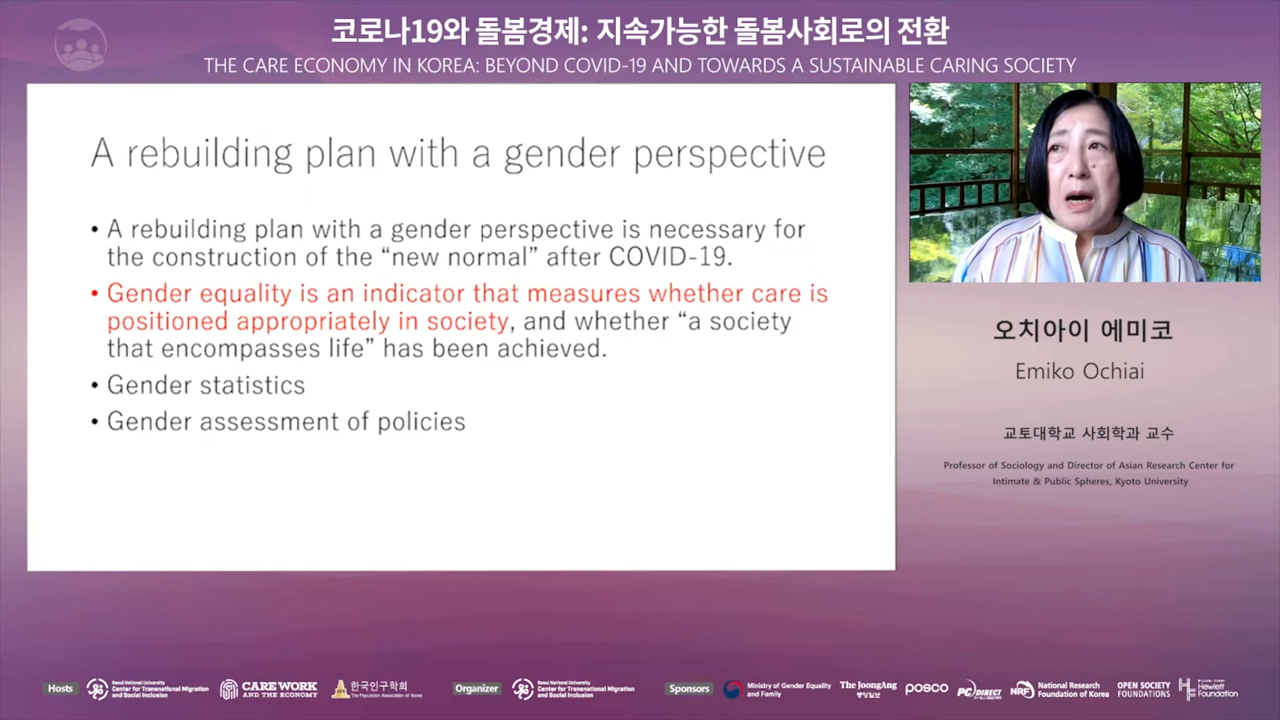 코로나19와 돌봄경제: 지속가능한 돌봄사회로의 전환
THE CARE ECONOMY IN KOREA: BEYOND COVID-19 AND TOWARDS A SUSTAINABLE CARING SOCIETY
A rebuilding plan with a gender perspective
• A rebuilding plan with a gender perspective is necessary for
the construction of the “new normal” after COVID-19.
• Gender equality is an indicator that measures whether care is
positioned appropriately in society, and whether “a society
that encompasses life” has been achieved.
• Gender statistics
• Gender assessment of policies
오치아이 에미코
Emiko Ochiai
교토대학교 사회학과 교수
Professor of Sociology and Director of Asian Research Center for
Intimate & Public Spheres, Kyoto University
Hosts
Seoul National University
Center for Transnational Migration
and Social Inclusion
CARE WORK
AND THE ECONOMY
한국인구학회
The Population Association of Korea
Organizer
Seoul National University
Center for Transnational Migration
and Social Inclusion
Sponsors
Ministry of Gender Equality
and Family
The JoongAng
중앙일보
posco
PC/DIRECT
NRF National Research
Foundation of Korea
OPEN SOCIETY
FOUNDATIONS
Hewlett
Foundation